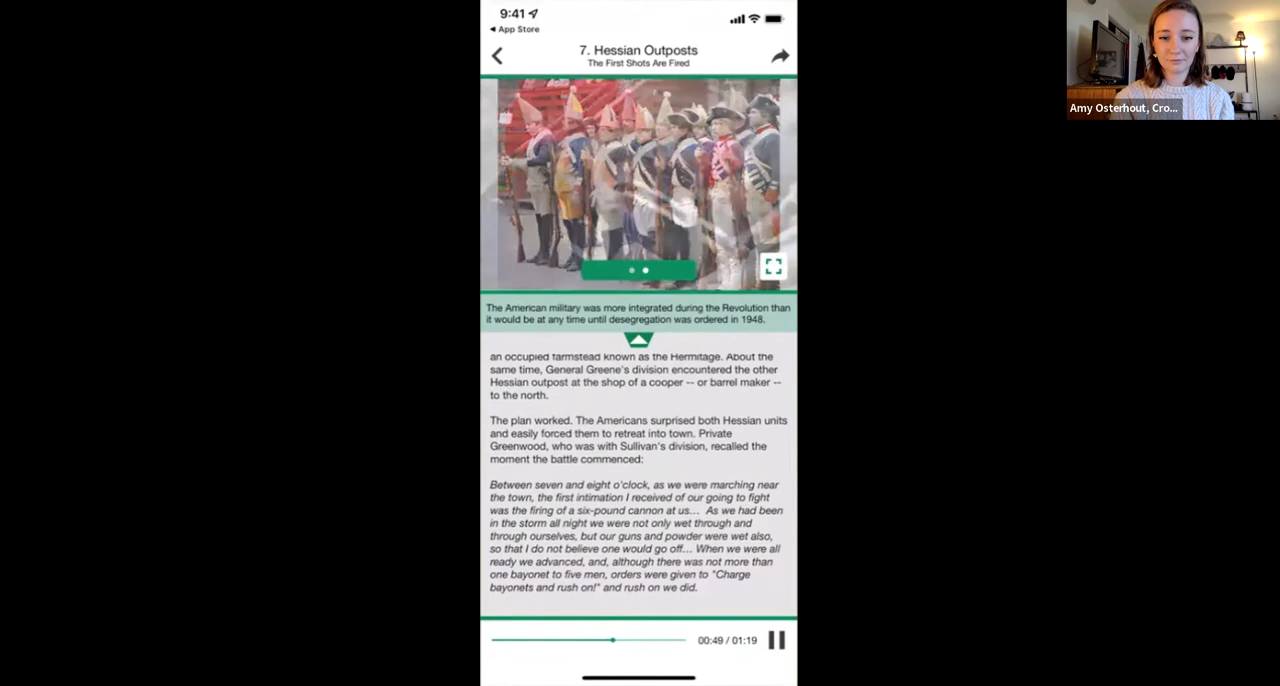 9:41
App Store
7. Hessian Outposts
The First Shots Are Fired
Amy Osterhout, Cro...
The American military was more integrated during the Revolution than
it would be at any time until desegregation was ordered in 1948.
an occupied farmstead known as the Hermitage. About the
same time, General Greene's division encountered the other
Hessian outpost at the shop of a cooper -- or barrel maker --
to the north.
The plan worked. The Americans surprised both Hessian units
and easily forced them to retreat into town. Private
Greenwood, who was with Sullivan's division, recalled the
moment the battle commenced:
Between seven and eight o'clock, as we were marching near
the town, the first intimation I received of our going to fight
was the firing of a six-pound cannon at us... As we had been
in the storm all night we were not only wet through and
through ourselves, but our guns and powder were wet also,
so that I do not believe one would go off... When we were all
ready we advanced, and, although there was not more than
one bayonet to five men, orders were given to "Charge
bayonets and rush on!" and rush on we did.
00:49 / 01:19